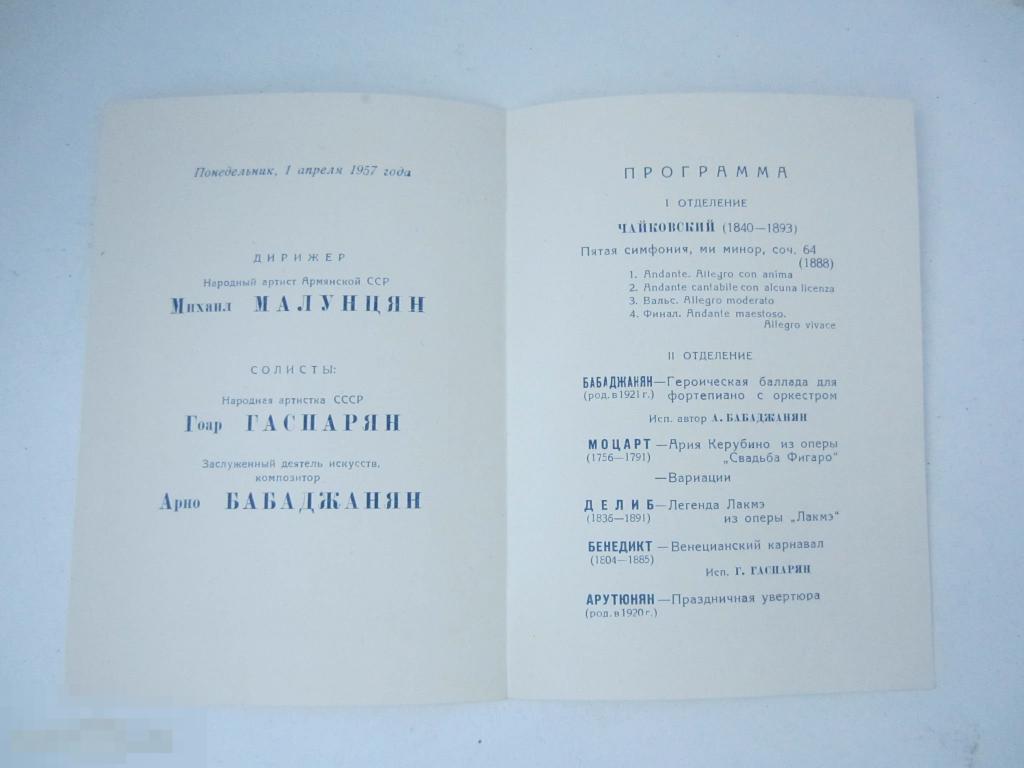 Понедельник, 1 апреля 1957 года
ДИРИЖЕР
Народный артист Армянской ССР
Михаил МАЛУНЦЯН
СОЛИСТЫ:
Народная артистка СССР
Гоар ГАСПАРЯН
Заслуженный деятель искусств,
композитор
Арно БАБАДЖАНЯН
ПРОГРАММА
I ОТДЕЛЕНИЕ
ЧАЙКОВСКИЙ (1840—1893)
Пятая симфония, ми минор, соч. 64
(1888)
1. Andante. Allegro con anima
2. Andante cantabile con alcuna licenza
3. Вальс. Allegro moderato
4. Финал. Andante maestoso.
Allegro vivace
II ОТДЕЛЕНИЕ
БАБАДЖАНЯН—Героическая баллада для
(род. в 1921 г.) фортепиано с оркестром
Исп. автор А. БАБАДЖАНЯН
МОЦАРТ—Ария Керубино из оперы
(1756—1791) „Свадьба Фигаро“
—Вариации
ДЕЛИБ—Легенда Лакмэ
(1836—1891) из оперы „Лакмэ“
БЕНЕДИКТ—Венецианский карнавал
(1804—1885)
Исп. Г. ГАСПАРЯН
АРУТЮНЯН—Праздничная увертюра
(род. в 1920 г.)